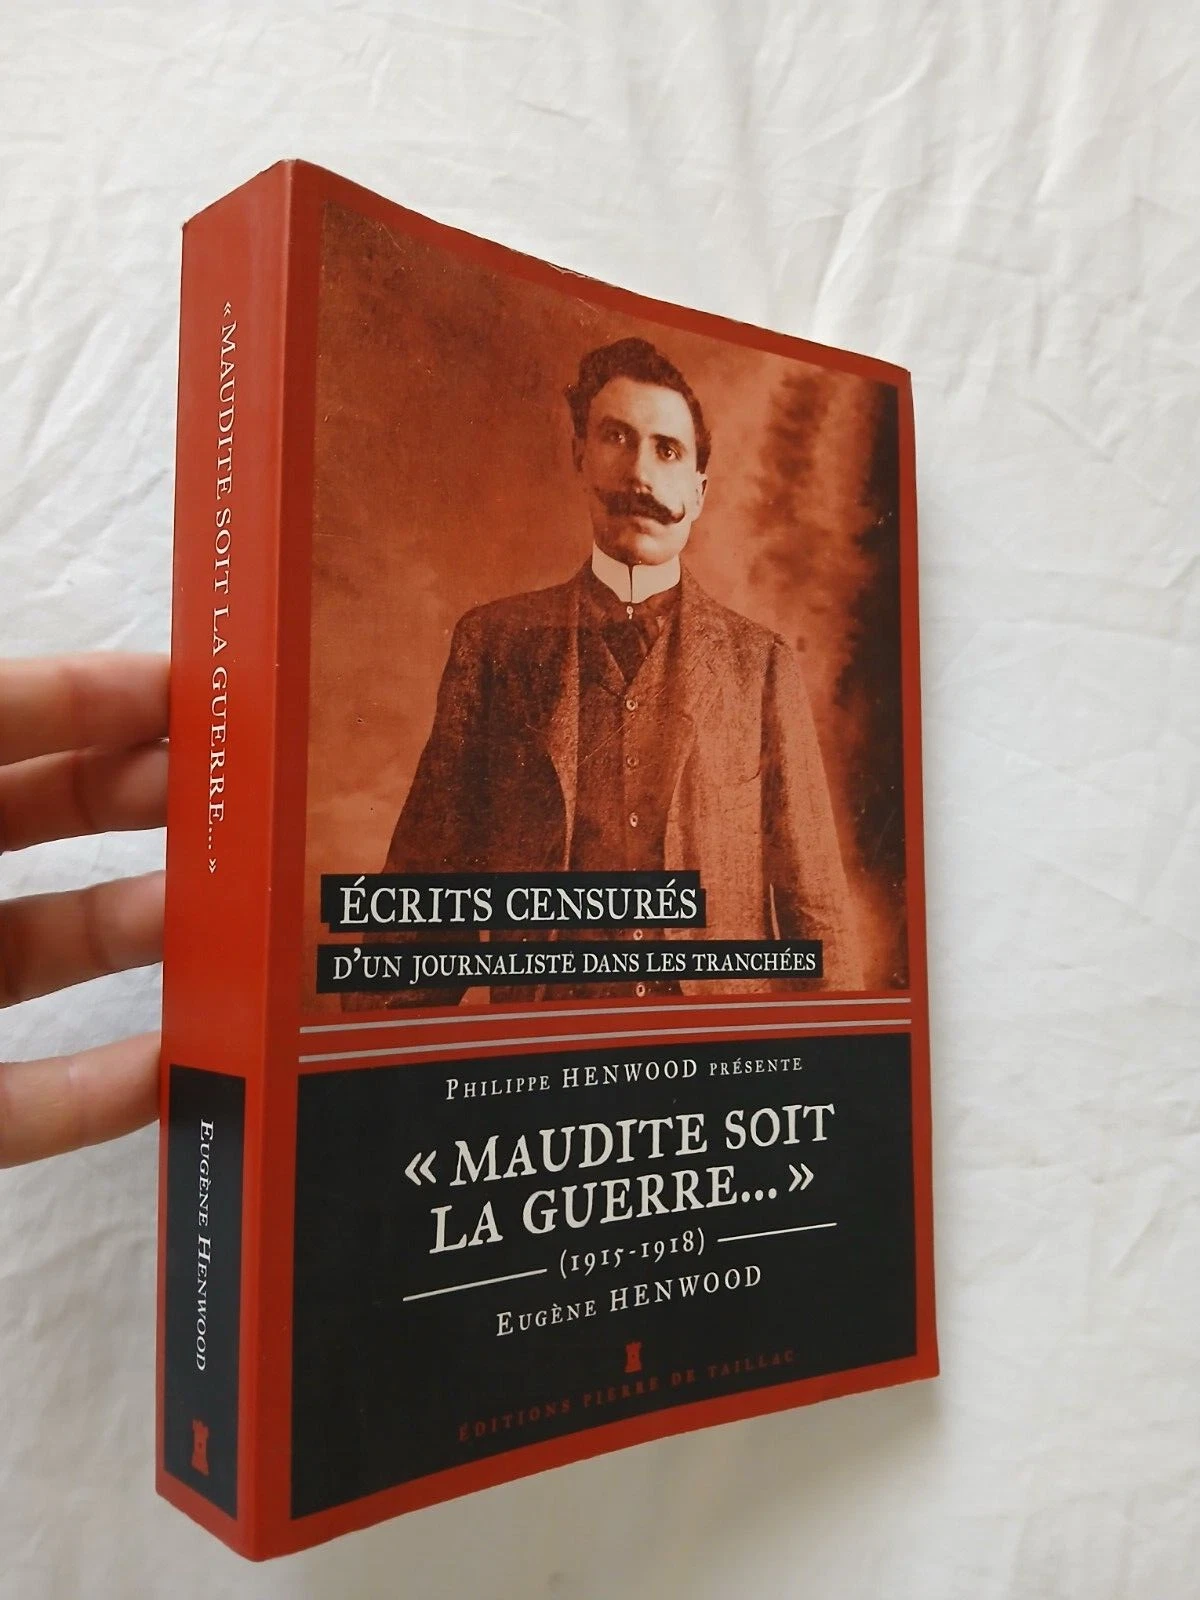 « MAUDITE SOIT LA GUERRE... »
EUGÈNE HENWOOD
ÉCRITS CENSURÉS
D'UN JOURNALISTE DANS LES TRANCHÉES
PHILIPPE HENWOOD PRÉSENTE
« MAUDITE SOIT
LA GUERRE... »
(1915-1918)
EUGÈNE HENWOOD
ÉDITIONS PIERRE DE TAILLAC